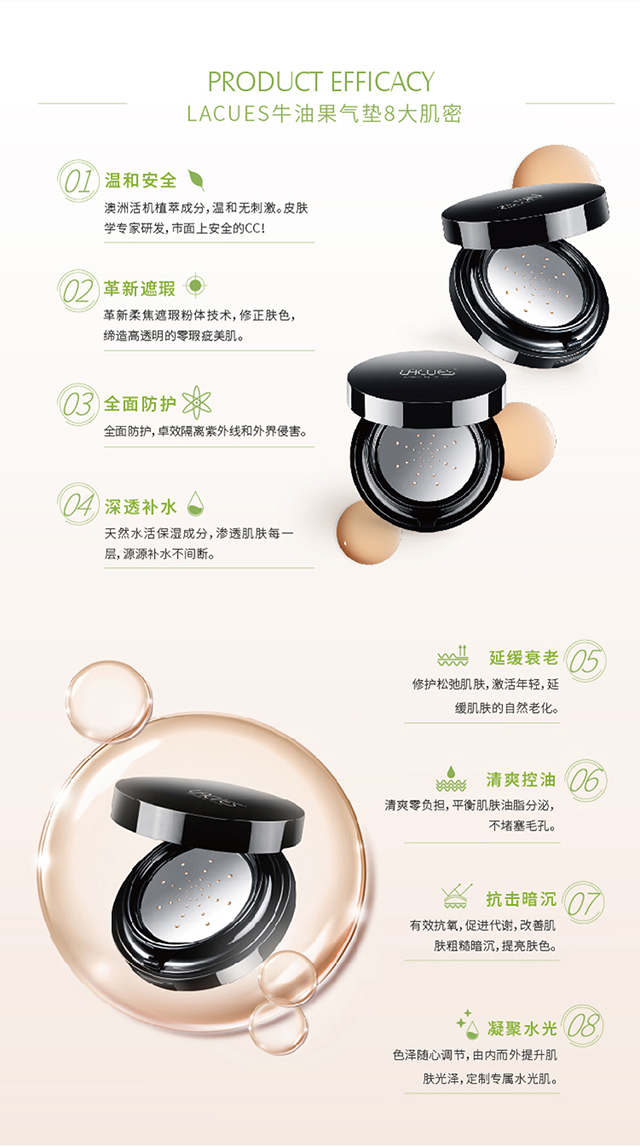 PRODUCT EFFICACY
LACUES牛油果气垫8大肌密
01 温和安全
澳洲活机植萃成分，温和无刺激。皮肤
学专家研发，市面上安全的CC！
02 革新遮瑕
革新柔焦遮瑕粉体技术，修正肤色，
缔造高透明的零瑕疵美肌。
03 全面防护
全面防护，卓效隔离紫外线和外界侵害。
04 深透补水
天然水活保湿成分，渗透肌肤每一
层，源源补水不间断。
LACUES
延缓衰老 05
修护松弛肌肤，激活年轻，延
缓肌肤的自然老化。
清爽控油 06
清爽零负担，平衡肌肤油脂分泌，
不堵塞毛孔。
抗击暗沉 07
有效抗氧，促进代谢，改善肌
肤粗糙暗沉，提亮肤色。
凝聚水光 08
色泽随心调节，由内而外提升肌
肤光泽，定制专属水光肌。
LACUES